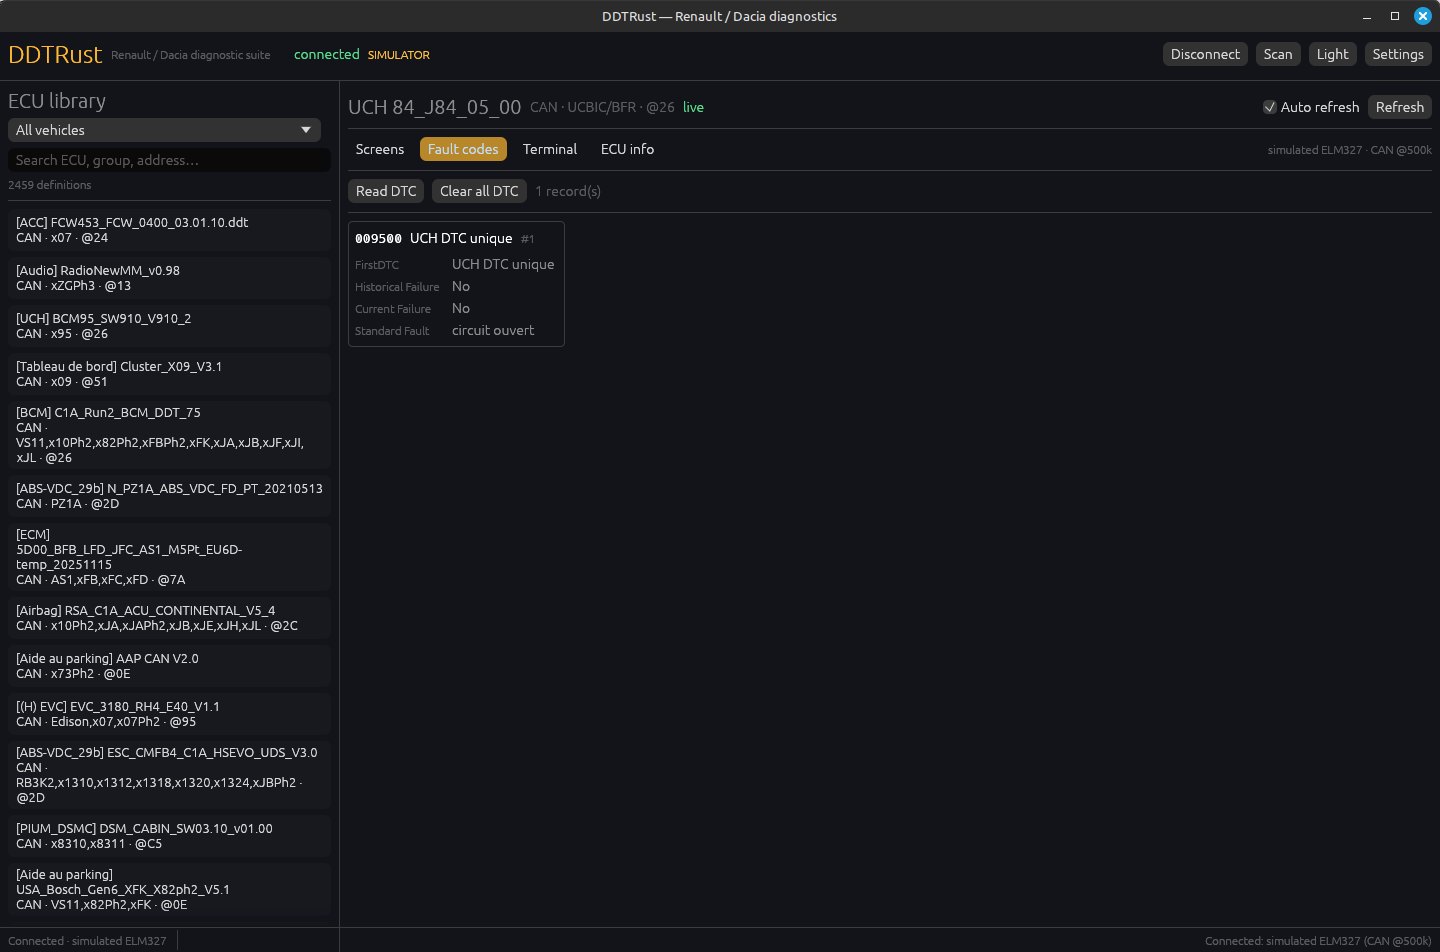 DDTRust — Renault / Dacia diagnostics
DDTRust Renault / Dacia diagnostic suite connected SIMULATOR Disconnect Scan Light Settings
ECU library
All vehicles
Search ECU, group, address...
2459 definitions
[ACC] FCW453_FCW_0400_03.01.10.ddt
CAN · x07 · @24
[Audio] RadioNewMM_v0.98
CAN · xZGPh3 · @13
[UCH] BCM95_SW910_V910_2
CAN · x95 · @26
[Tableau de bord] Cluster_X09_V3.1
CAN · x09 · @51
[BCM] C1A_Run2_BCM_DDT_75
CAN ·
VS11,x10Ph2,x82Ph2,xFBPh2,xFK,xJA,xJB,xJF,xJI,
xJL · @26
[ABS-VDC_29b] N_PZ1A_ABS_VDC_FD_PT_20210513
CAN · PZ1A · @2D
[ECM]
5D00_BFB_LFD_JFC_AS1_M5Pt_EU6D-
temp_20251115
CAN · AS1,xFB,xFC,xFD · @7A
[Airbag] RSA_C1A_ACU_CONTINENTAL_V5_4
CAN · x10Ph2,xJA,xJAPh2,xJB,xJE,xJH,xJL · @2C
[Aide au parking] AAP CAN V2.0
CAN · x73Ph2 · @0E
[(H) EVC] EVC_3180_RH4_E40_V1.1
CAN · Edison,x07,x07Ph2 · @95
[ABS-VDC_29b] ESC_CMFB4_C1A_HSEVO_UDS_V3.0
CAN ·
RB3K2,x1310,x1312,x1318,x1320,x1324,xJBPh2 ·
@2D
[PIUM_DSMC] DSM_CABIN_SW03.10_v01.00
CAN · x8310,x8311 · @C5
[Aide au parking]
USA_Bosch_Gen6_XFK_X82ph2_V5.1
CAN · VS11,x82Ph2,xFK · @0E
UCH 84_J84_05_00 CAN · UCBIC/BFR · @26 live Auto refresh Refresh
Screens Fault codes Terminal ECU info simulated ELM327 · CAN @500k
Read DTC Clear all DTC 1 record(s)
009500 UCH DTC unique #1
FirstDTC UCH DTC unique
Historical Failure No
Current Failure No
Standard Fault circuit ouvert
Connected · simulated ELM327 Connected: simulated ELM327 (CAN @500k)